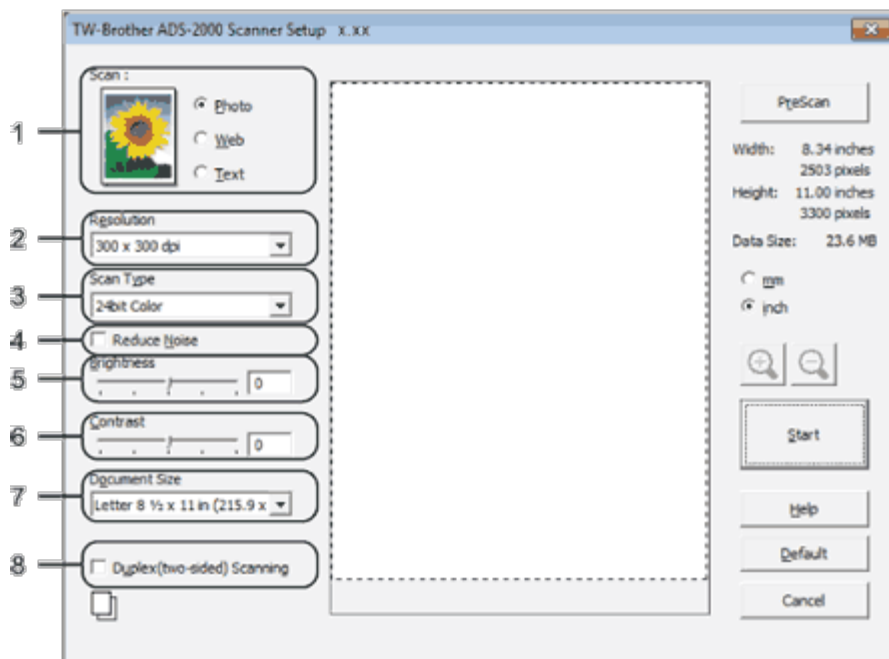 TW-Brother ADS-2000 Scanner Setup x.xx
Scan :
1
Photo
Web
Text
2
Resolution
300 x 300 dpi
3
Scan Type
24bit Color
4
Reduce Noise
5
Brightness
0
6
Contrast
0
7
Document Size
Letter 8 ½ x 11 in (215.9 x
8
Duplex(two-sided) Scanning
PreScan
Width: 8.34 inches
2503 pixels
Height: 11.00 inches
3300 pixels
Data Size: 23.6 MB
mm
inch
Start
Help
Default
Cancel